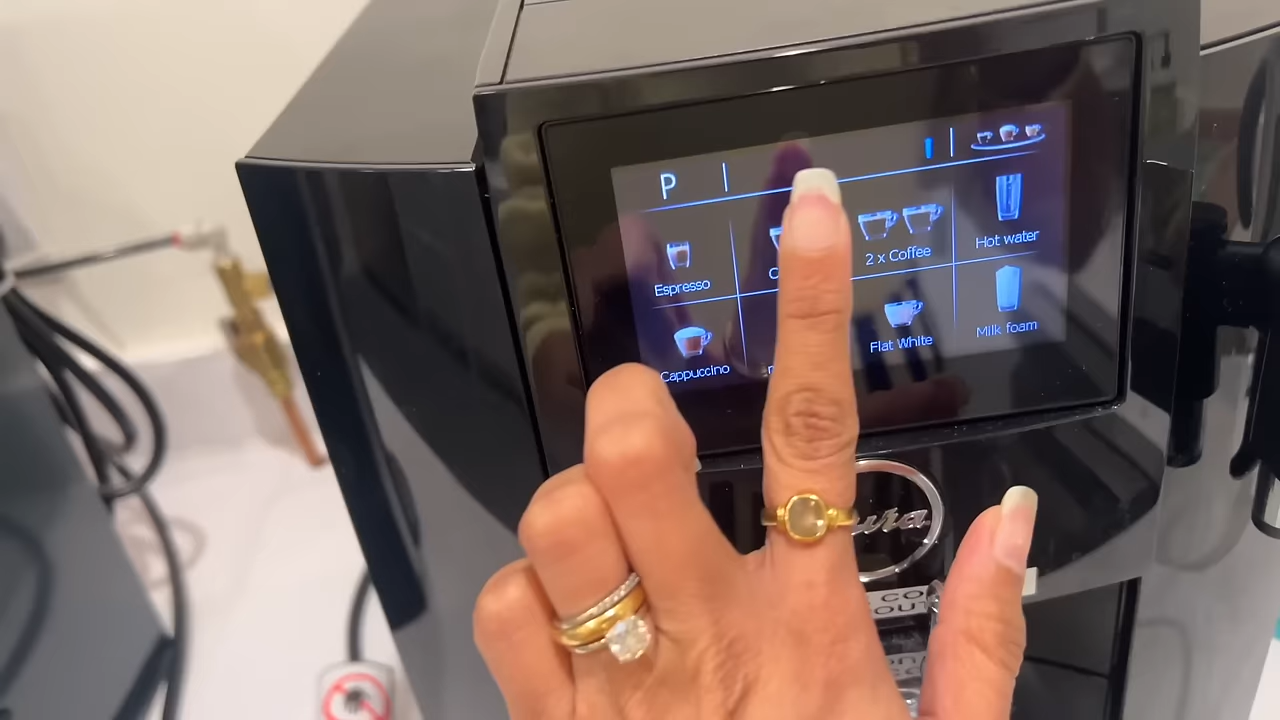 P
Espresso
2 x Coffee
Hot water
Cappuccino
Flat White
Milk foam